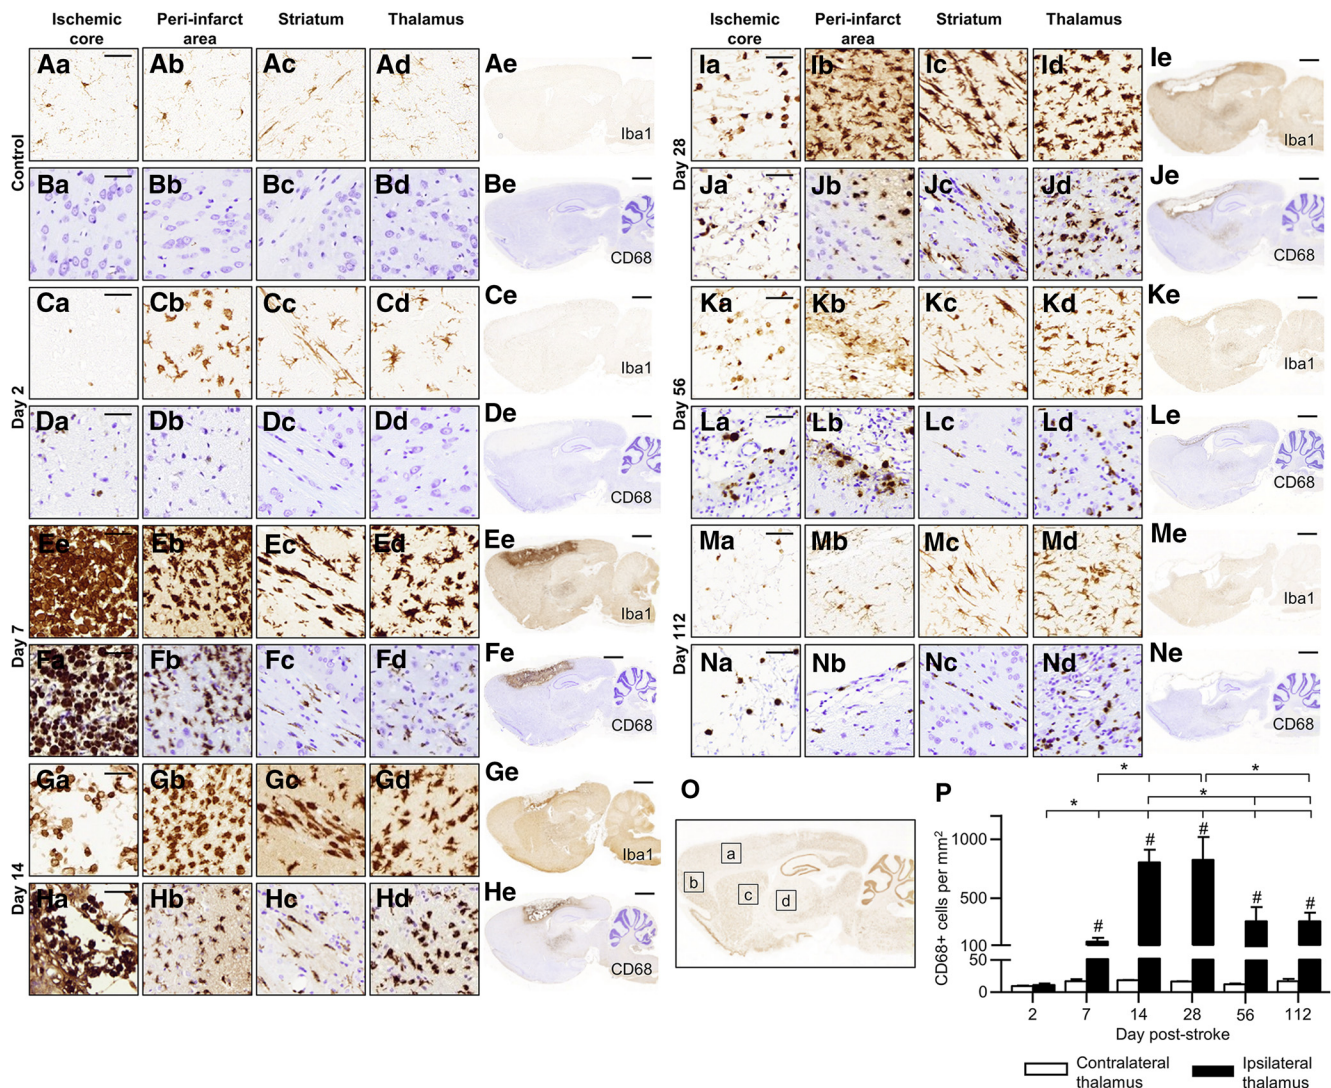 Ischemic core
Peri-infarct area
Striatum
Thalamus
Control
Aa Ab Ac Ad Ae
Iba1
Ba Bb Bc Bd Be
CD68
Day 2
Ca Cb Cc Cd Ce
Iba1
Da Db Dc Dd De
CD68
Day 7
Ee Eb Ec Ed Ee
Iba1
Fa Fb Fc Fd Fe
CD68
Day 14
Ga Gb Gc Gd Ge
Iba1
Ha Hb Hc Hd He
CD68
Ischemic core
Peri-infarct area
Striatum
Thalamus
Day 28
Ia Ib Ic Id Ie
Iba1
Ja Jb Jc Jd Je
CD68
Day 56
Ka Kb Kc Kd Ke
Iba1
La Lb Lc Ld Le
CD68
Day 112
Ma Mb Mc Md Me
Iba1
Na Nb Nc Nd Ne
CD68
O
a
b
c
d
P
* *
*
*
# # # # #
CD68+ cells per mm²
1000
500
100
50
0
2 7 14 28 56 112
Day post-stroke
Contralateral thalamus
Ipsilateral thalamus